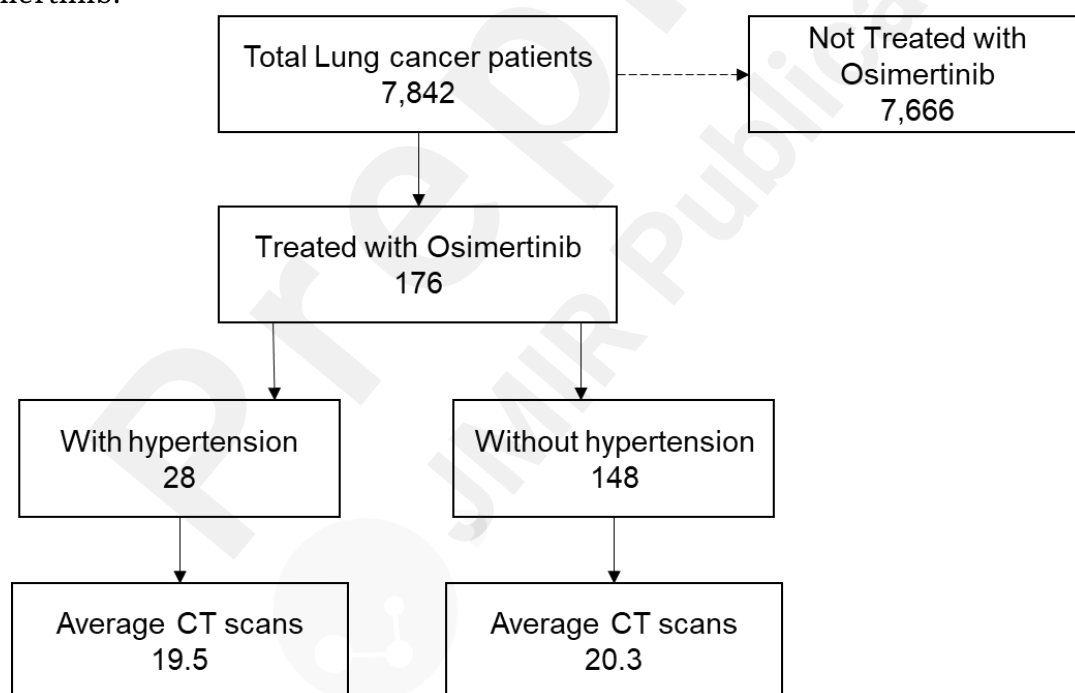 Total Lung cancer patients
7,842
Not Treated with
Osimertinib
7,666
Treated with Osimertinib
176
With hypertension
28
Without hypertension
148
Average CT scans
19.5
Average CT scans
20.3